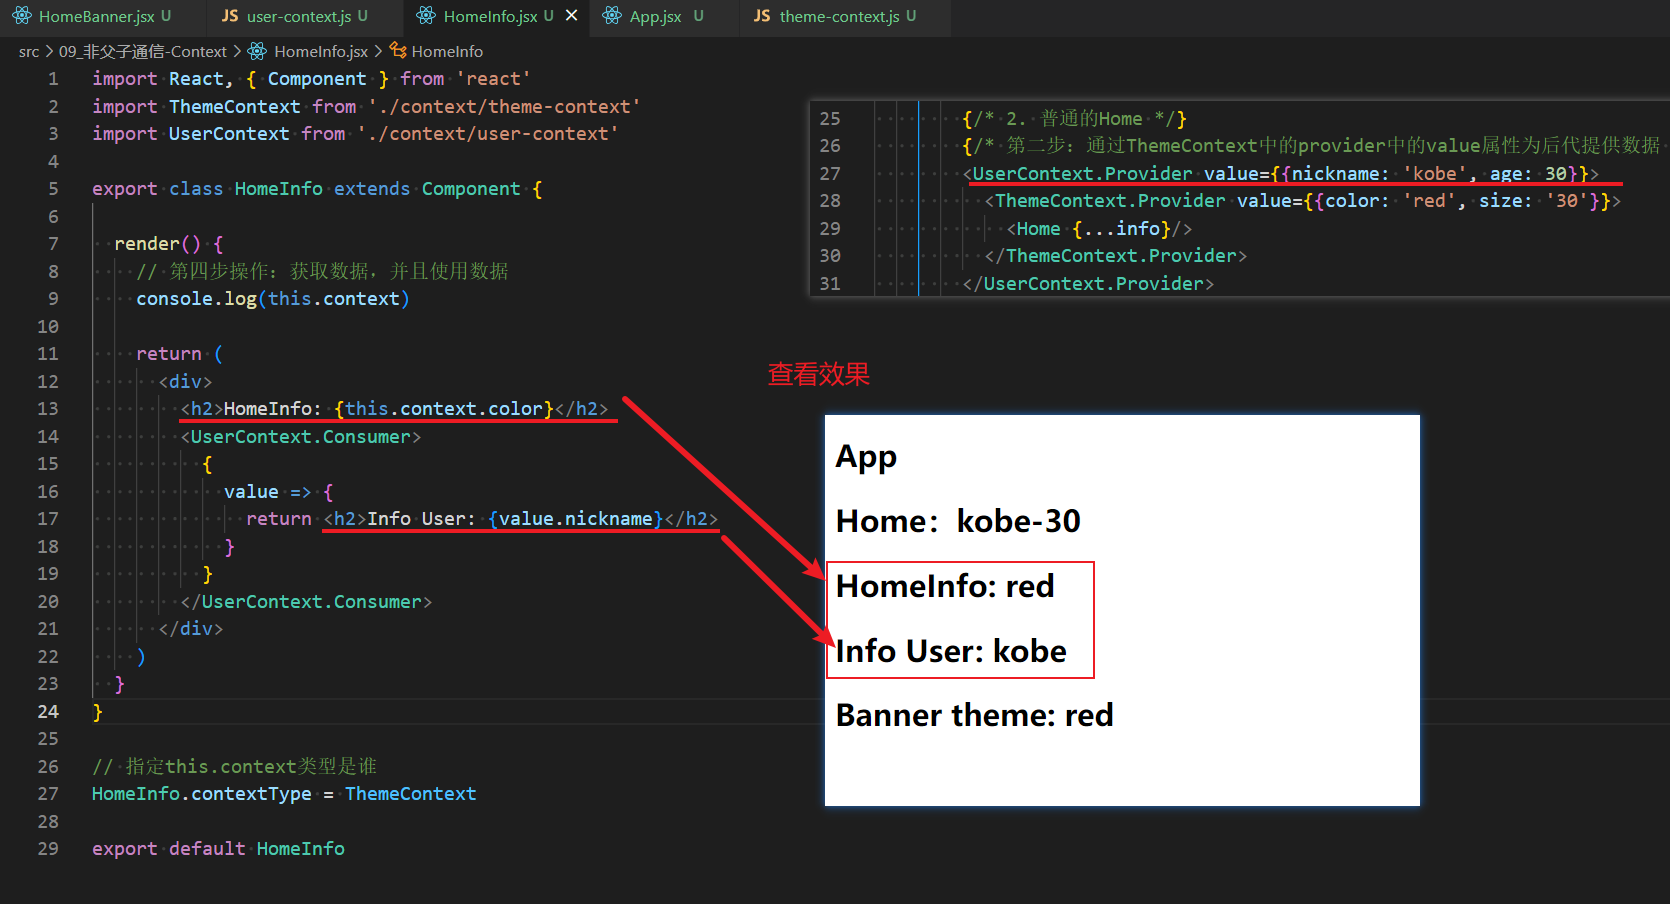 HomeBanner.jsx U JS user-context.js U HomeInfo.jsx U × App.jsx U JS theme-context.js U
src > 09_非父子通信-Context > HomeInfo.jsx > HomeInfo
1 import React, { Component } from 'react'
2 import ThemeContext from './context/theme-context'
3 import UserContext from './context/user-context'
4
5 export class HomeInfo extends Component {
6
7 render() {
8 // 第四步操作: 获取数据, 并且使用数据
9 console.log(this.context)
10
11 return (
12 <div>
13 <h2>HomeInfo: {this.context.color}</h2>
14 <UserContext.Consumer>
15 {
16 value => {
17 return <h2>Info User: {value.nickname}</h2>
18 }
19 }
20 </UserContext.Consumer>
21 </div>
22 )
23 }
24 }
25
26 // 指定this.context类型是谁
27 HomeInfo.contextType = ThemeContext
28
29 export default HomeInfo
25 {/* 2. 普通的Home */}
26 {/* 第二步: 通过ThemeContext中的provider中的value属性为后代提供数据
27 <UserContext.Provider value={{nickname: 'kobe', age: 30}}>
28 <ThemeContext.Provider value={{color: 'red', size: '30'}}>
29 <Home {...info}/>
30 </ThemeContext.Provider>
31 </UserContext.Provider>
查看效果
App
Home：kobe-30
HomeInfo: red
Info User: kobe
Banner theme: red